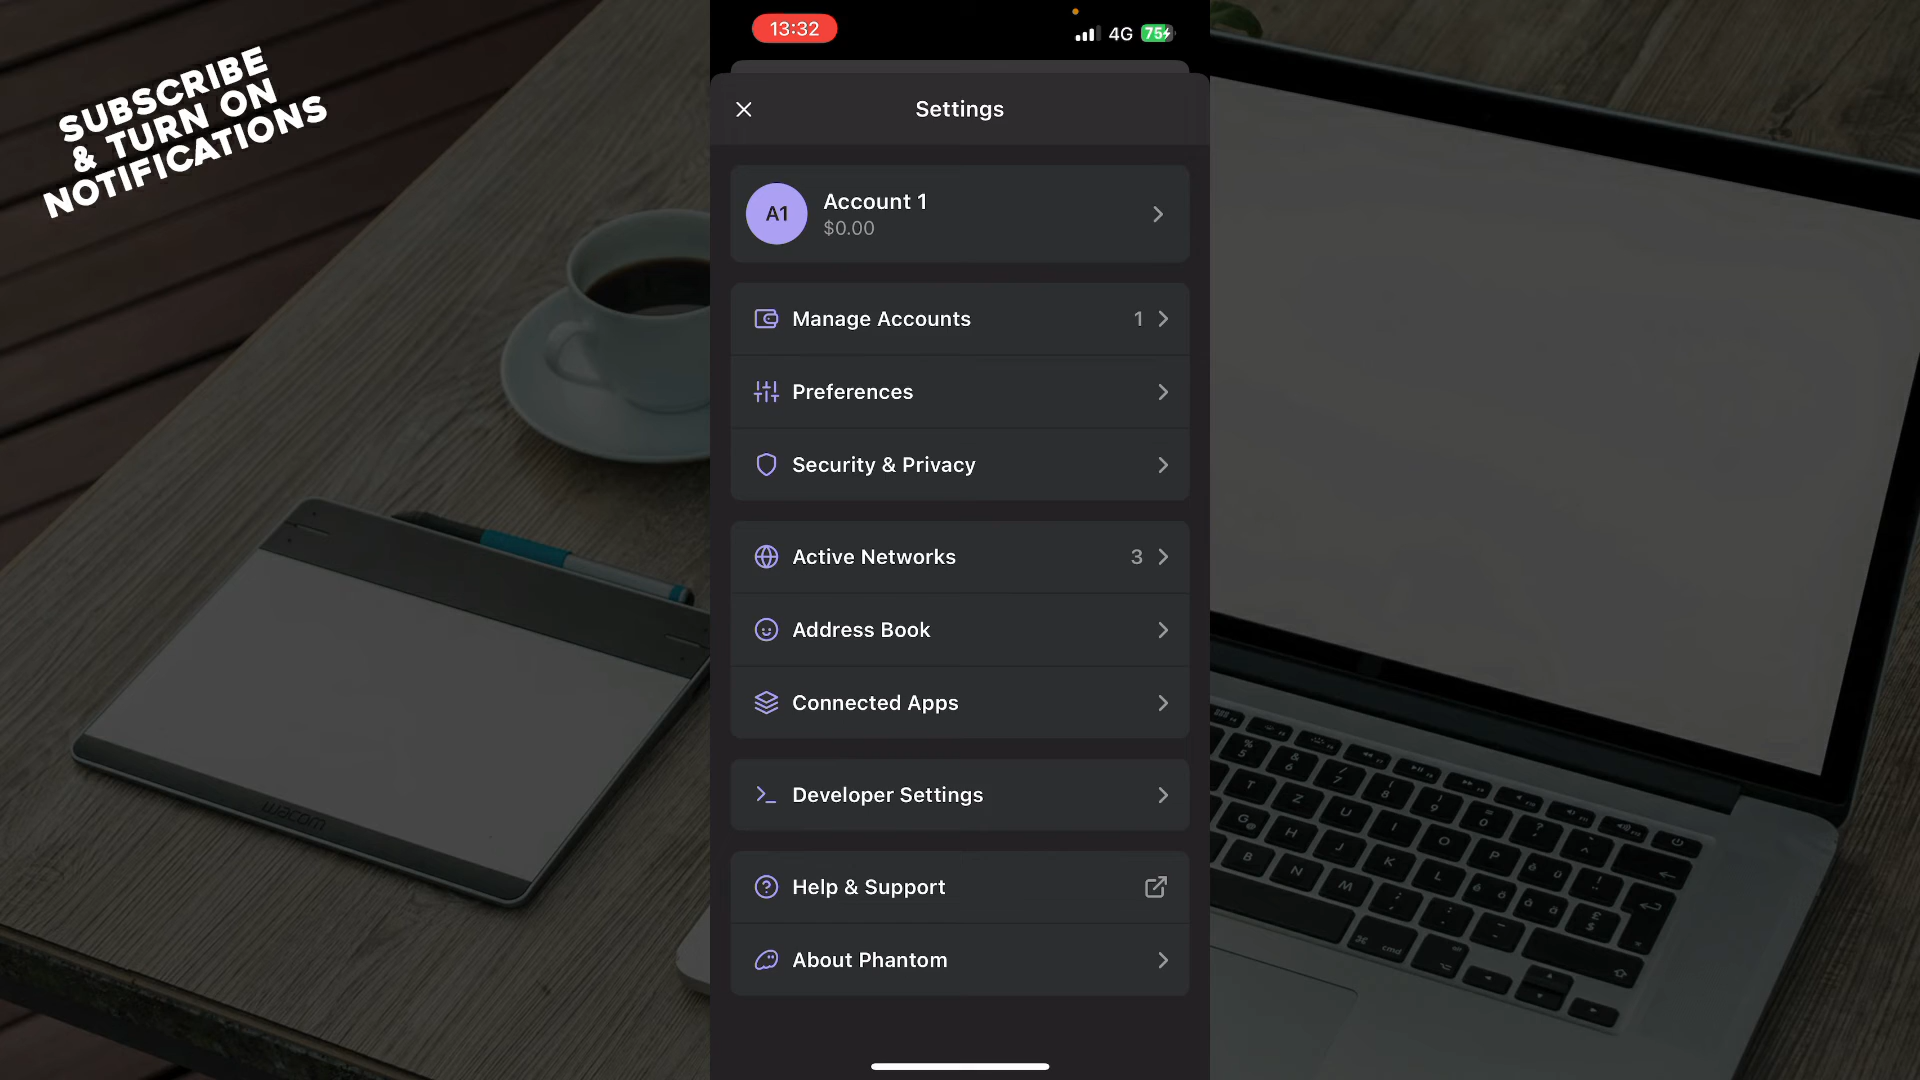 SUBSCRIBE
& TURN ON
NOTIFICATIONS
13:32
4G
75
Settings
A1
Account 1
$0.00
Manage Accounts
1
Preferences
Security & Privacy
Active Networks
3
Address Book
Connected Apps
Developer Settings
Help & Support
About Phantom
wacom